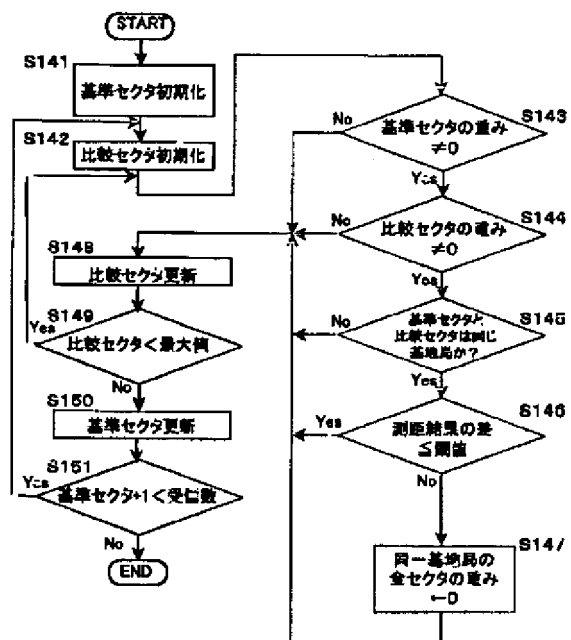 START
S141
基準セクタ初期化
S142
比較セクタ初期化
No
基準セクタの重み
≠0
S143
Yes
No
比較セクタの重み
≠0
S144
Yes
No
基準セクタと
比較セクタは同じ
基地局か?
S145
Yes
Yes
測距結果の差
≦閾値
S146
No
同一基地局の
全セクタの重み
←0
S147
S148
比較セクタ更新
S149
Yes
比較セクタ<最大値
No
S150
基準セクタ更新
S151
Yes
基準セクタ+1<受信数
No
END